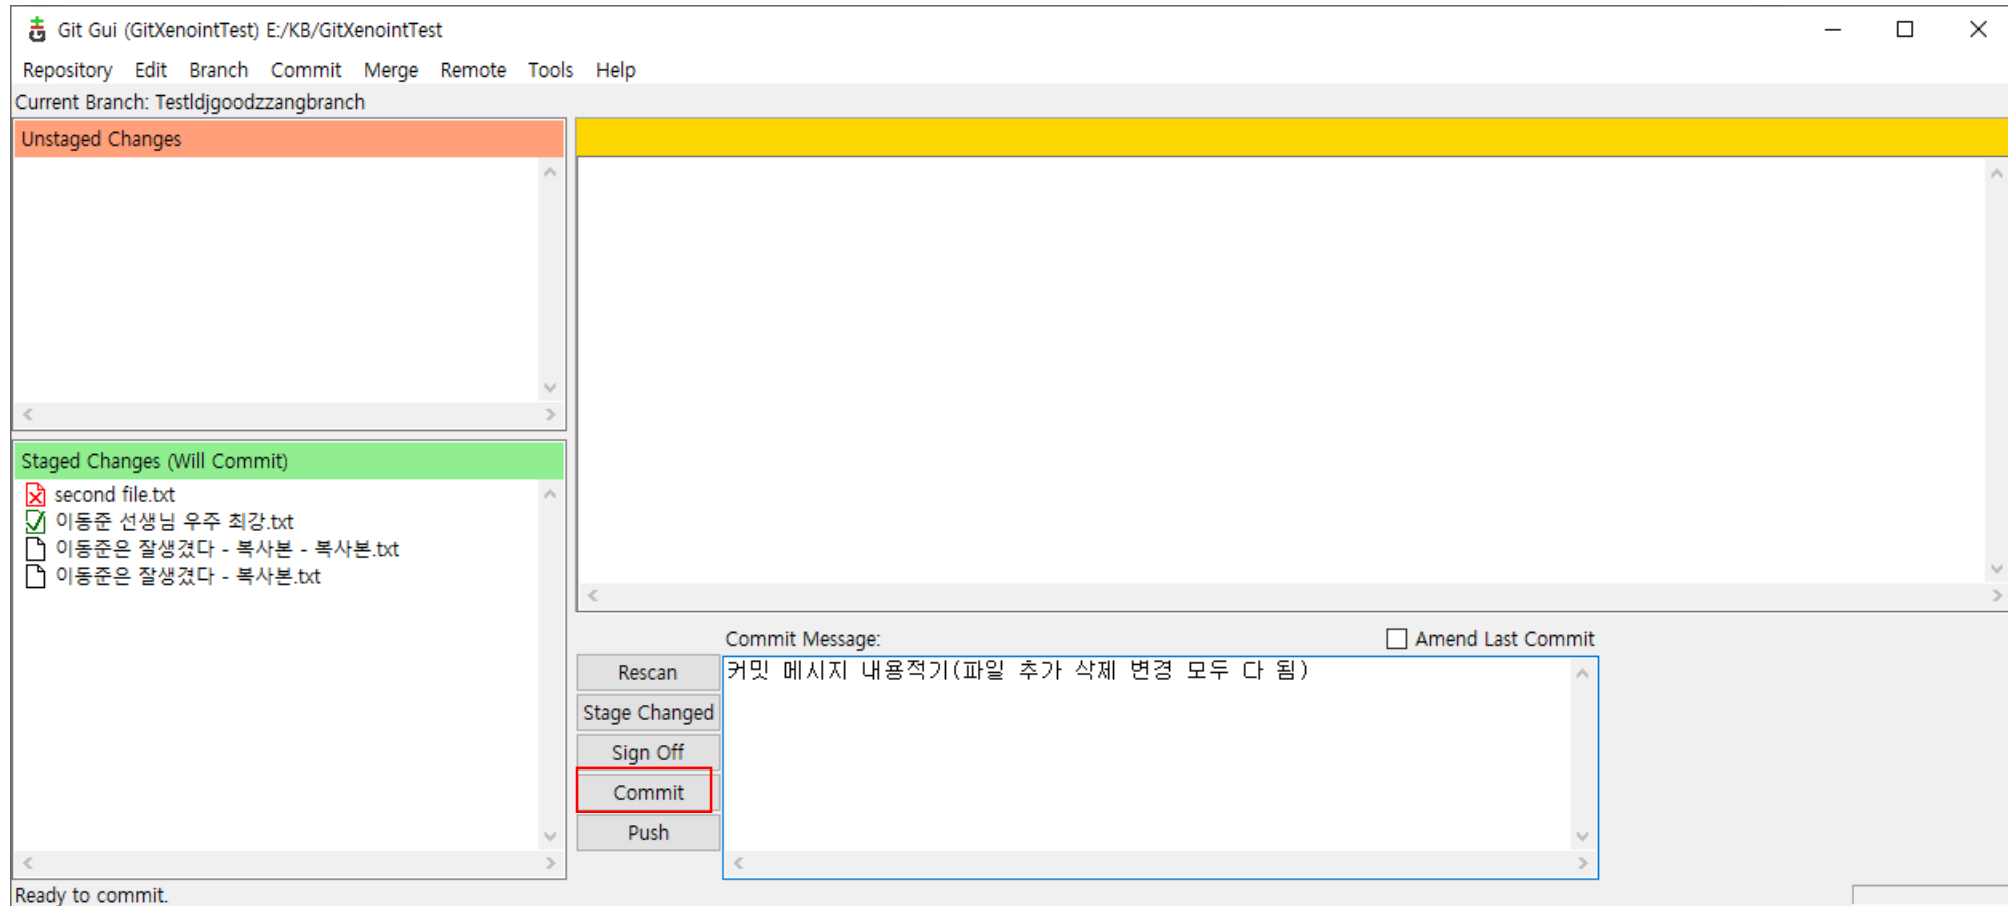 Git Gui (GitXenointTest) E:/KB/GitXenointTest
Repository Edit Branch Commit Merge Remote Tools Help
Current Branch: Testldjgoodzzangbranch
Unstaged Changes
Staged Changes (Will Commit)
second file.txt
이동준 선생님 우주 최강.txt
이동준은 잘생겼다 - 복사본 - 복사본.txt
이동준은 잘생겼다 - 복사본.txt
Commit Message:
Amend Last Commit
커밋 메시지 내용적기(파일 추가 삭제 변경 모두 다 됨)
Rescan
Stage Changed
Sign Off
Commit
Push
Ready to commit.